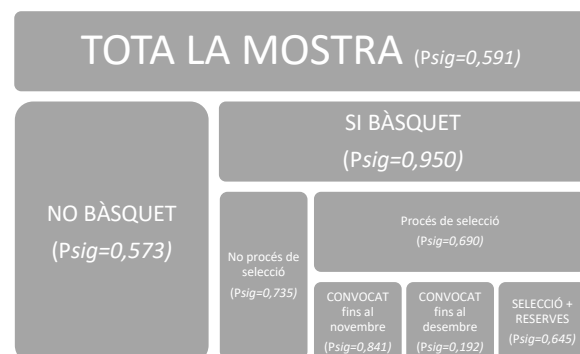 TOTA LA MOSTRA (Psig=0,591)
NO BÀSQUET
(Psig=0,573)
SI BÀSQUET
(Psig=0,950)
No procés de
selecció
(Psig=0,735)
Procés de selecció
(Psig=0,690)
CONVOCAT
fins al
novembre
(Psig=0,841)
CONVOCAT
fins al
desembre
(Psig=0,192)
SELECCIÓ +
RESERVES
(Psig=0,645)